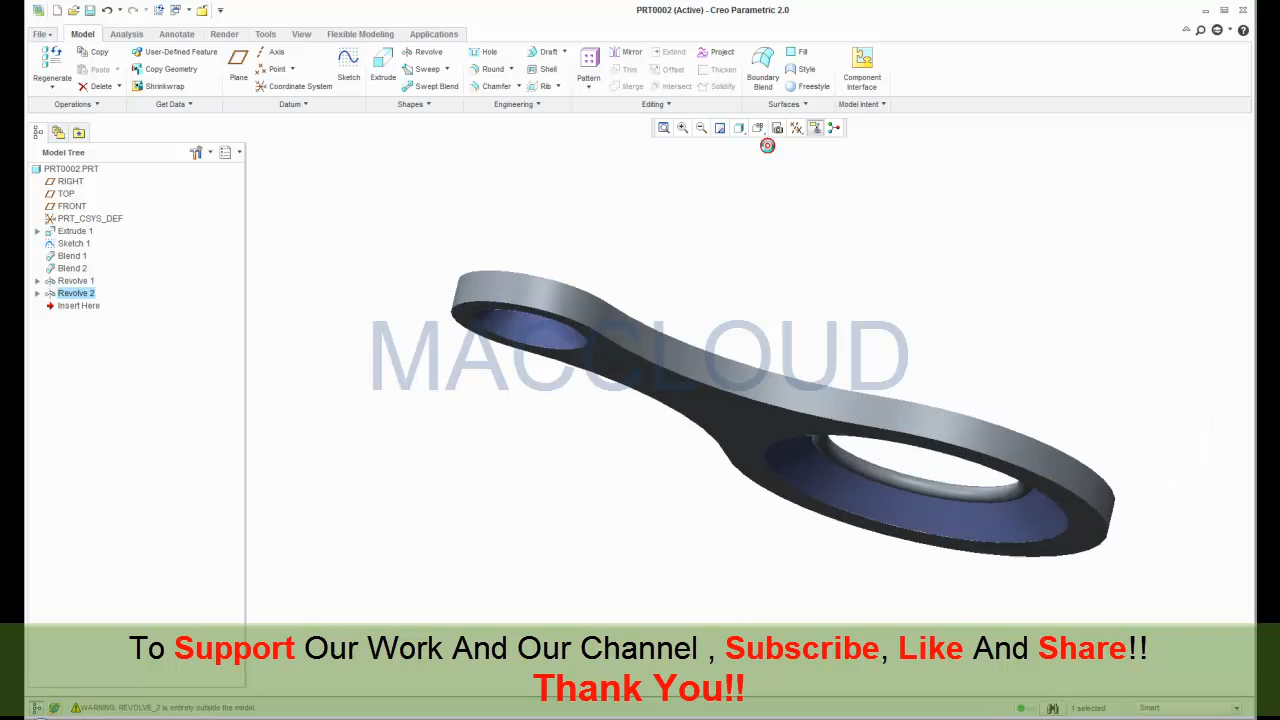 PRT0002 (Active) - Creo Parametric 2.0
File Model Analysis Annotate Render Tools View Flexible Modeling Applications
Regenerate Copy Paste Delete Operations
User-Defined Feature Copy Geometry Shrinkwrap Get Data
Plane Axis Point Coordinate System Datum
Sketch
Extrude Revolve Sweep Swept Blend Shapes
Hole Round Chamfer Draft Shell Rib Engineering
Pattern Mirror Trim Merge Extend Offset Intersect Project Thicken Solidify Editing
Boundary Blend Fill Style Freestyle Surfaces
Component Interface Model Intent
Model Tree
PRT0002.PRT
RIGHT
TOP
FRONT
PRT_CSYS_DEF
Extrude 1
Sketch 1
Blend 1
Blend 2
Revolve 1
Revolve 2
Insert Here
MACCLOUD
To Support Our Work And Our Channel , Subscribe, Like And Share!!
Thank You!!
WARNING: REVOLVE_2 is entirely outside the model.
1 selected
Smart